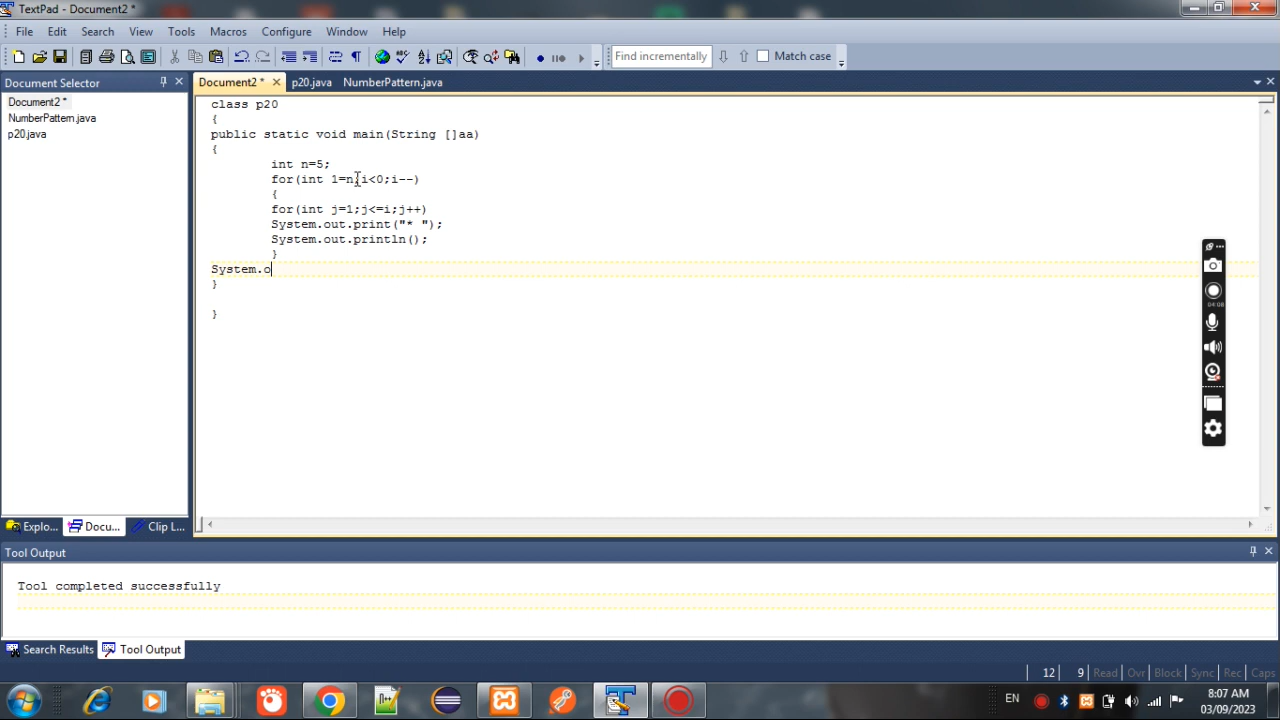 TextPad - Document2 *
File Edit Search View Tools Macros Configure Window Help
Find incrementally Match case
Document Selector
Document2 *
NumberPattern.java
p20.java
Document2 * p20.java NumberPattern.java
class p20
{
public static void main(String []aa)
{
int n=5;
for(int 1=n;i<0;i--)
{
for(int j=1;j<=i;j++)
System.out.print("* ");
System.out.println();
}
System.o
}
}
04:08
Explo... Docu... Clip L...
Tool Output
Tool completed successfully
Search Results Tool Output
12 9 Read Ovr Block Sync Rec Caps
EN 8:07 AM
03/09/2023